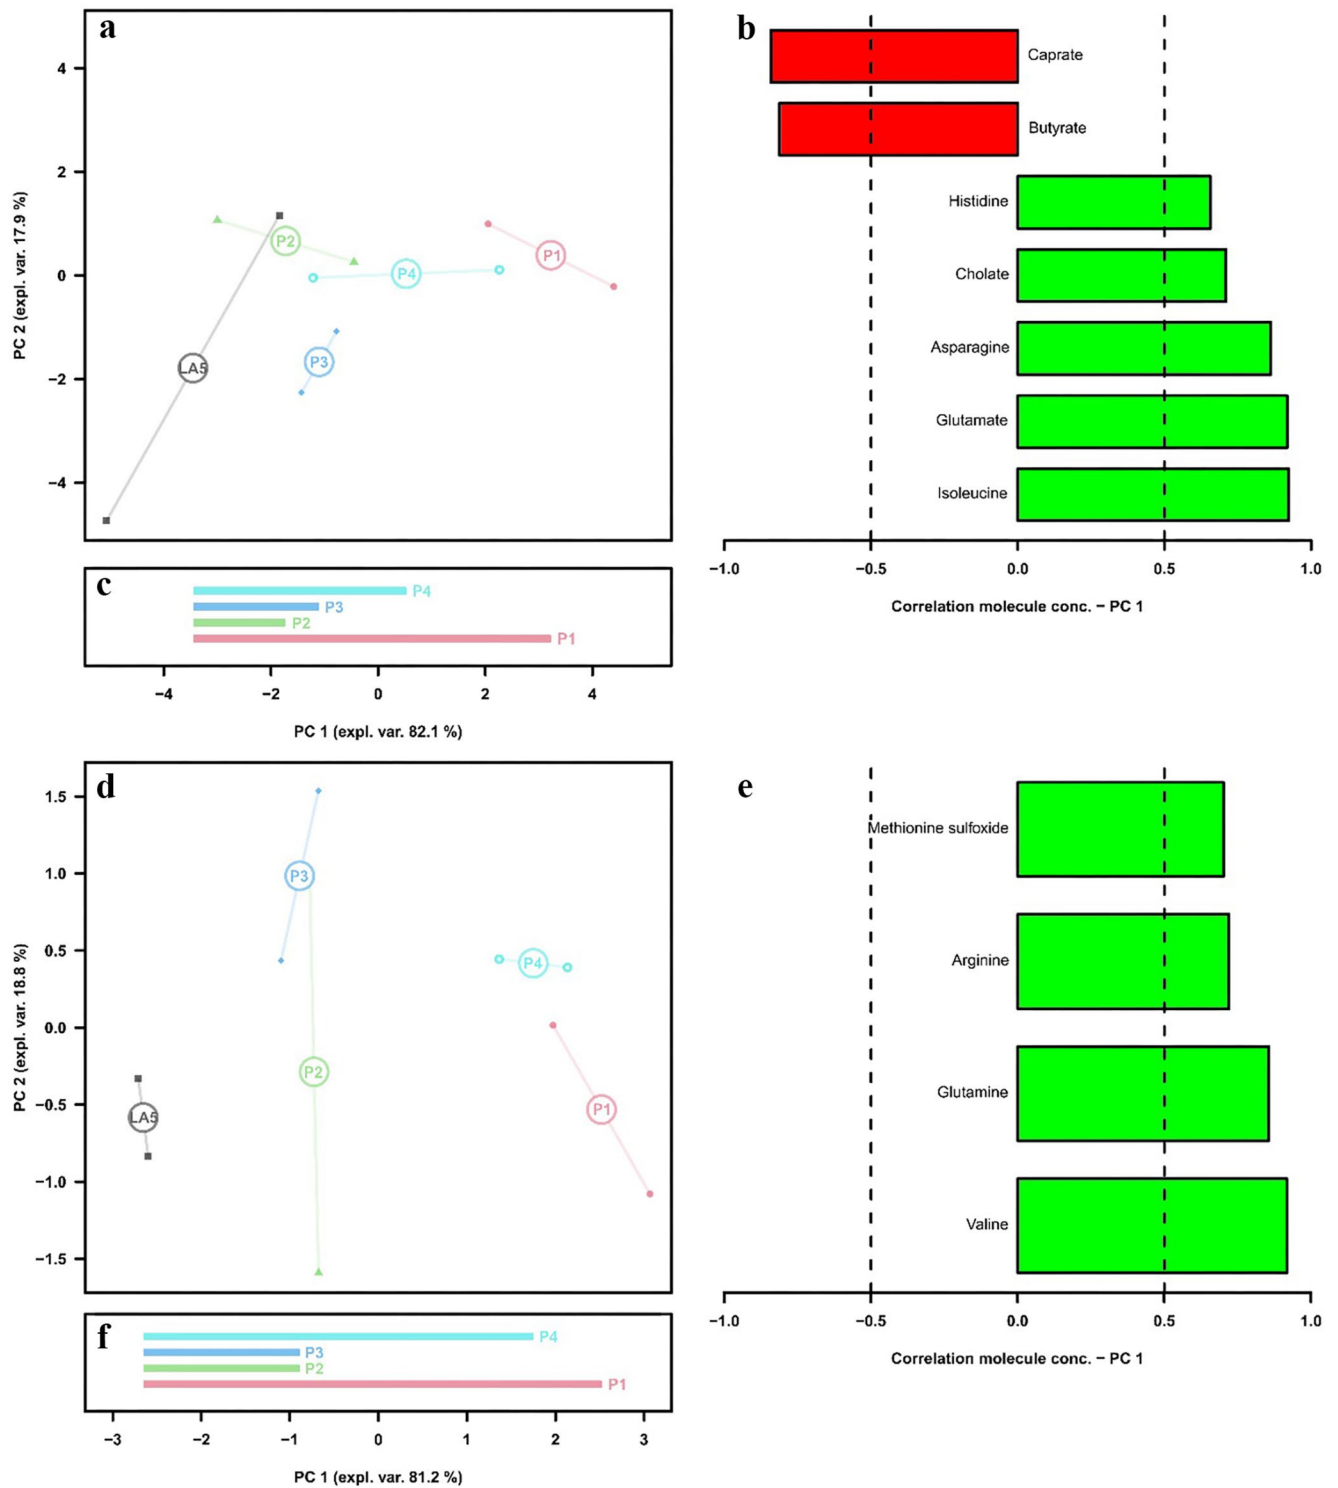 a
4
2
0
−2
−4
PC 2 (expl. var. 17.9 %)
P2
P4
P1
P3
LA5
b
Caprate
Butyrate
Histidine
Cholate
Asparagine
Glutamate
Isoleucine
−1.0 −0.5 0.0 0.5 1.0
Correlation molecule conc. − PC 1
c
P4
P3
P2
P1
−4 −2 0 2 4
PC 1 (expl. var. 82.1 %)
d
1.5
1.0
0.5
0.0
−0.5
−1.0
−1.5
PC 2 (expl. var. 18.8 %)
P3
P4
P2
P1
LA5
e
Methionine sulfoxide
Arginine
Glutamine
Valine
−1.0 −0.5 0.0 0.5 1.0
Correlation molecule conc. − PC 1
f
P4
P3
P2
P1
−3 −2 −1 0 1 2 3
PC 1 (expl. var. 81.2 %)